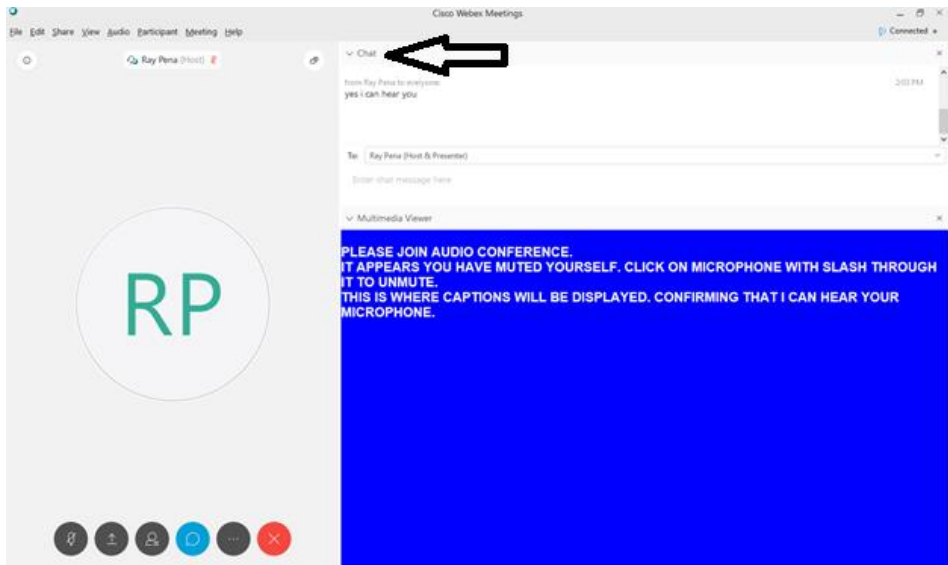 Cisco Webex Meetings
File Edit Share View Audio Participant Meeting Help
Connected
Ray Pena (Host)
Chat
from Ray Pena to everyone:
2:03 PM
yes i can hear you
To: Ray Pena (Host & Presenter)
Enter chat message here
Multimedia Viewer
PLEASE JOIN AUDIO CONFERENCE.
IT APPEARS YOU HAVE MUTED YOURSELF. CLICK ON MICROPHONE WITH SLASH THROUGH
IT TO UNMUTE.
THIS IS WHERE CAPTIONS WILL BE DISPLAYED. CONFIRMING THAT I CAN HEAR YOUR
MICROPHONE.
RP